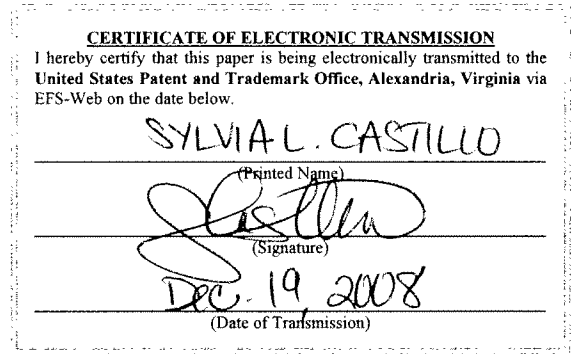 CERTIFICATE OF ELECTRONIC TRANSMISSION
I hereby certify that this paper is being electronically transmitted to the
United States Patent and Trademark Office, Alexandria, Virginia via
EFS-Web on the date below.
SYLVIA L. CASTILLO
(Printed Name)
(Signature)
Dec. 19, 2008
(Date of Transmission)